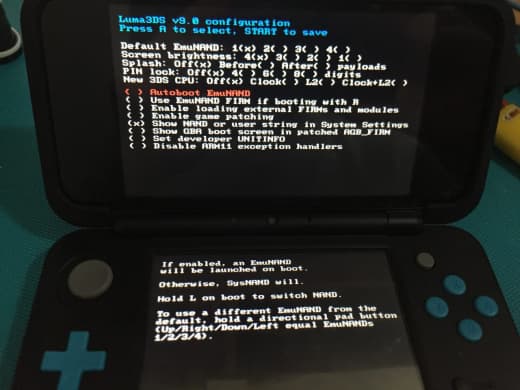 Luma3DS v9.0 configuration
Press A to select, START to save
Default EmuNAND: 1(x) 2( ) 3( ) 4( )
Screen brightness: 4(x) 3( ) 2( ) 1( )
Splash: Off(x) Before( ) After( ) payloads
PIN lock: Off(x) 4( ) 6( ) 8( ) digits
New 3DS CPU: Off(x) Clock( ) L2( ) Clock+L2( )
( ) Autoboot EmuNAND
( ) Use EmuNAND FIRM if booting with R
( ) Enable loading external FIRMs and modules
( ) Enable game patching
(x) Show NAND or user string in System Settings
( ) Show GBA boot screen in patched AGB_FIRM
( ) Set developer UNITINFO
( ) Disable ARM11 exception handlers
If enabled, an EmuNAND
will be launched on boot.
Otherwise, SysNAND will.
Hold L on boot to switch NAND.
To use a different EmuNAND from the
default, hold a directional pad button
(Up/Right/Down/Left equal EmuNANDs
1/2/3/4).